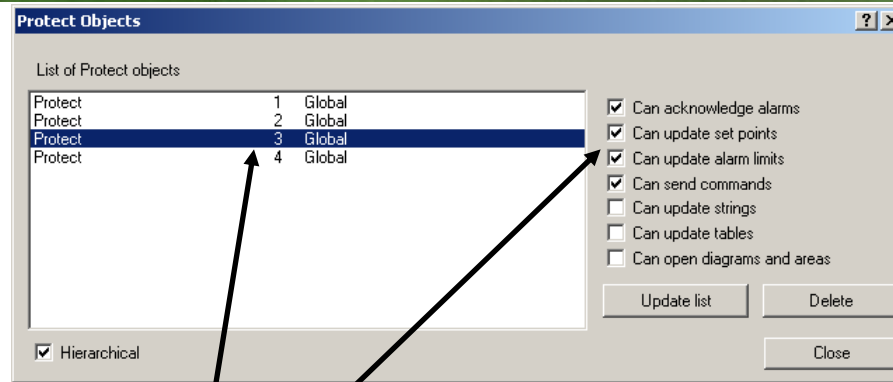 Protect Objects
List of Protect objects
Protect 1 Global
Protect 2 Global
Protect 3 Global
Protect 4 Global
Can acknowledge alarms
Can update set points
Can update alarm limits
Can send commands
Can update strings
Can update tables
Can open diagrams and areas
Update list Delete
Hierarchical Close